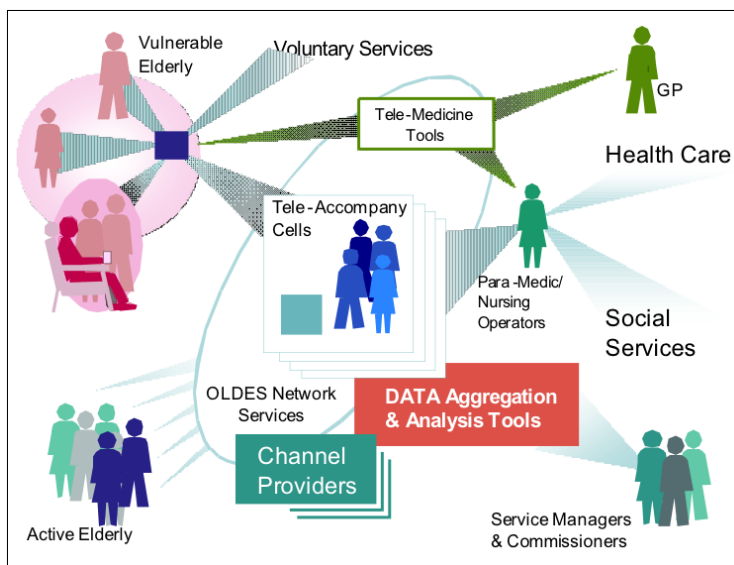 Vulnerable
Elderly
Voluntary Services
GP
Tele-Medicine
Tools
Health Care
Tele-Accompany
Cells
Para-Medic/
Nursing
Operators
Social
Services
OLDES Network
Services
DATA Aggregation
& Analysis Tools
Channel
Providers
Active Elderly
Service Managers
& Commissioners